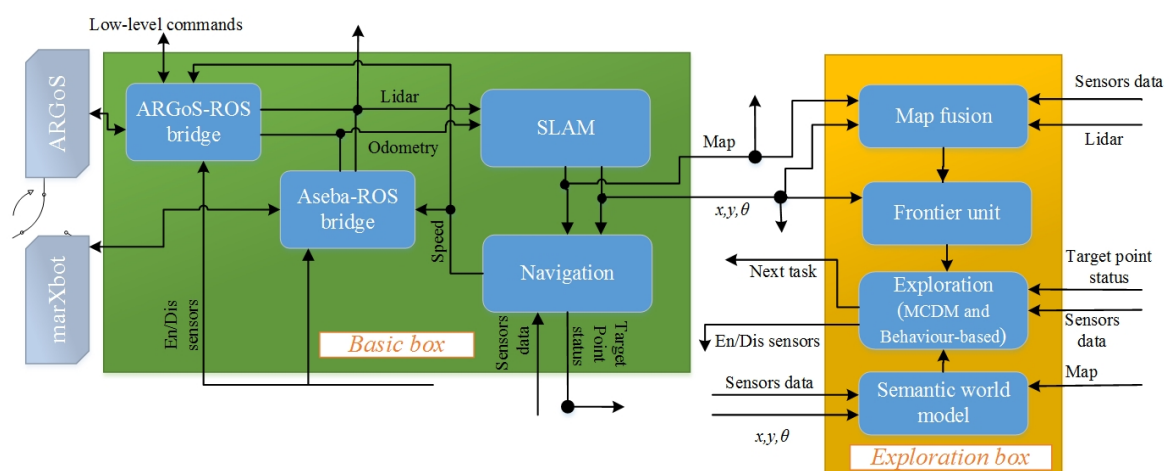 Low-level commands
ARGoS
marXbot
ARGoS-ROS
bridge
Lidar
Odometry
SLAM
Aseba-ROS
bridge
Speed
Navigation
En/Dis
sensors
Basic box
Sensors
data
Target
Point
status
Map
x,y,θ
Next task
En/Dis sensors
Sensors data
x,y,θ
Map fusion
Frontier unit
Exploration
(MCDM and
Behaviour-based)
Semantic world
model
Exploration box
Sensors data
Lidar
Target point
status
Sensors
data
Map